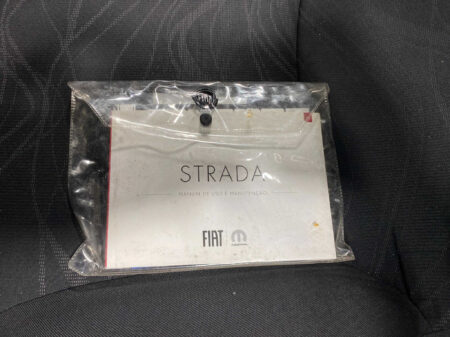 STRADA
MANUAL DE USO E MANUTENÇÃO
FIAT